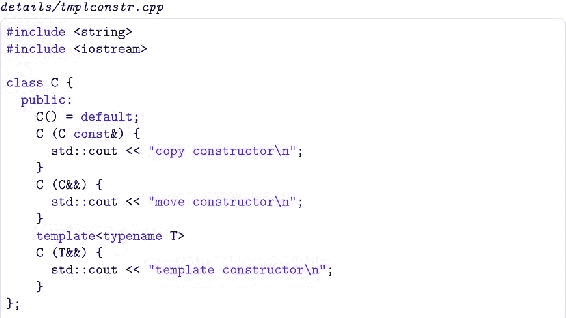 details/tmplconstr.cpp
#include <string>
#include <iostream>
class C {
public:
C() = default;
C (C const&) {
std::cout << "copy constructor\n";
}
C (C&&) {
std::cout << "move constructor\n";
}
template<typename T>
C (T&&) {
std::cout << "template constructor\n";
}
};